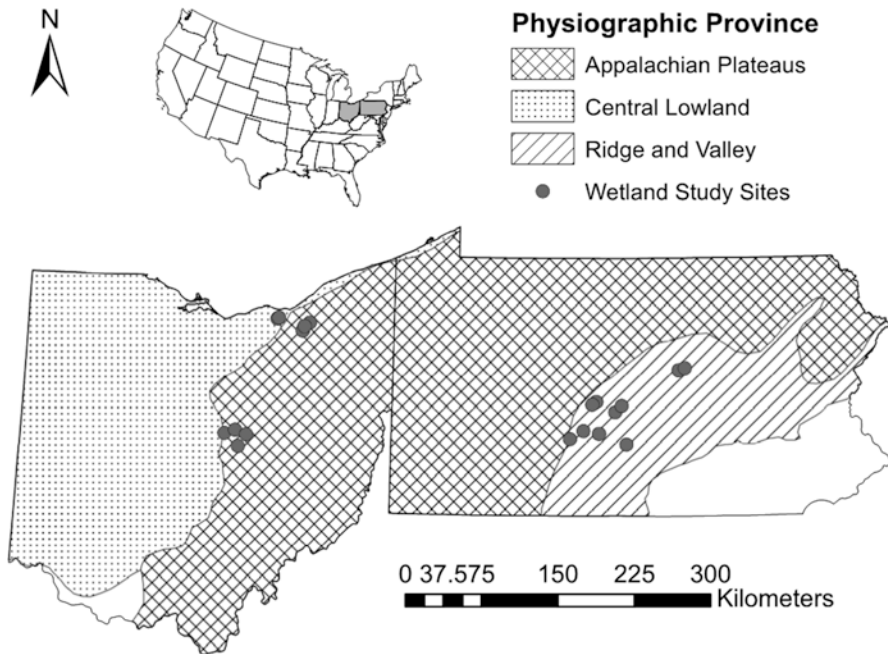 N
Physiographic Province
Appalachian Plateaus
Central Lowland
Ridge and Valley
Wetland Study Sites
0 37.575 150 225 300
Kilometers